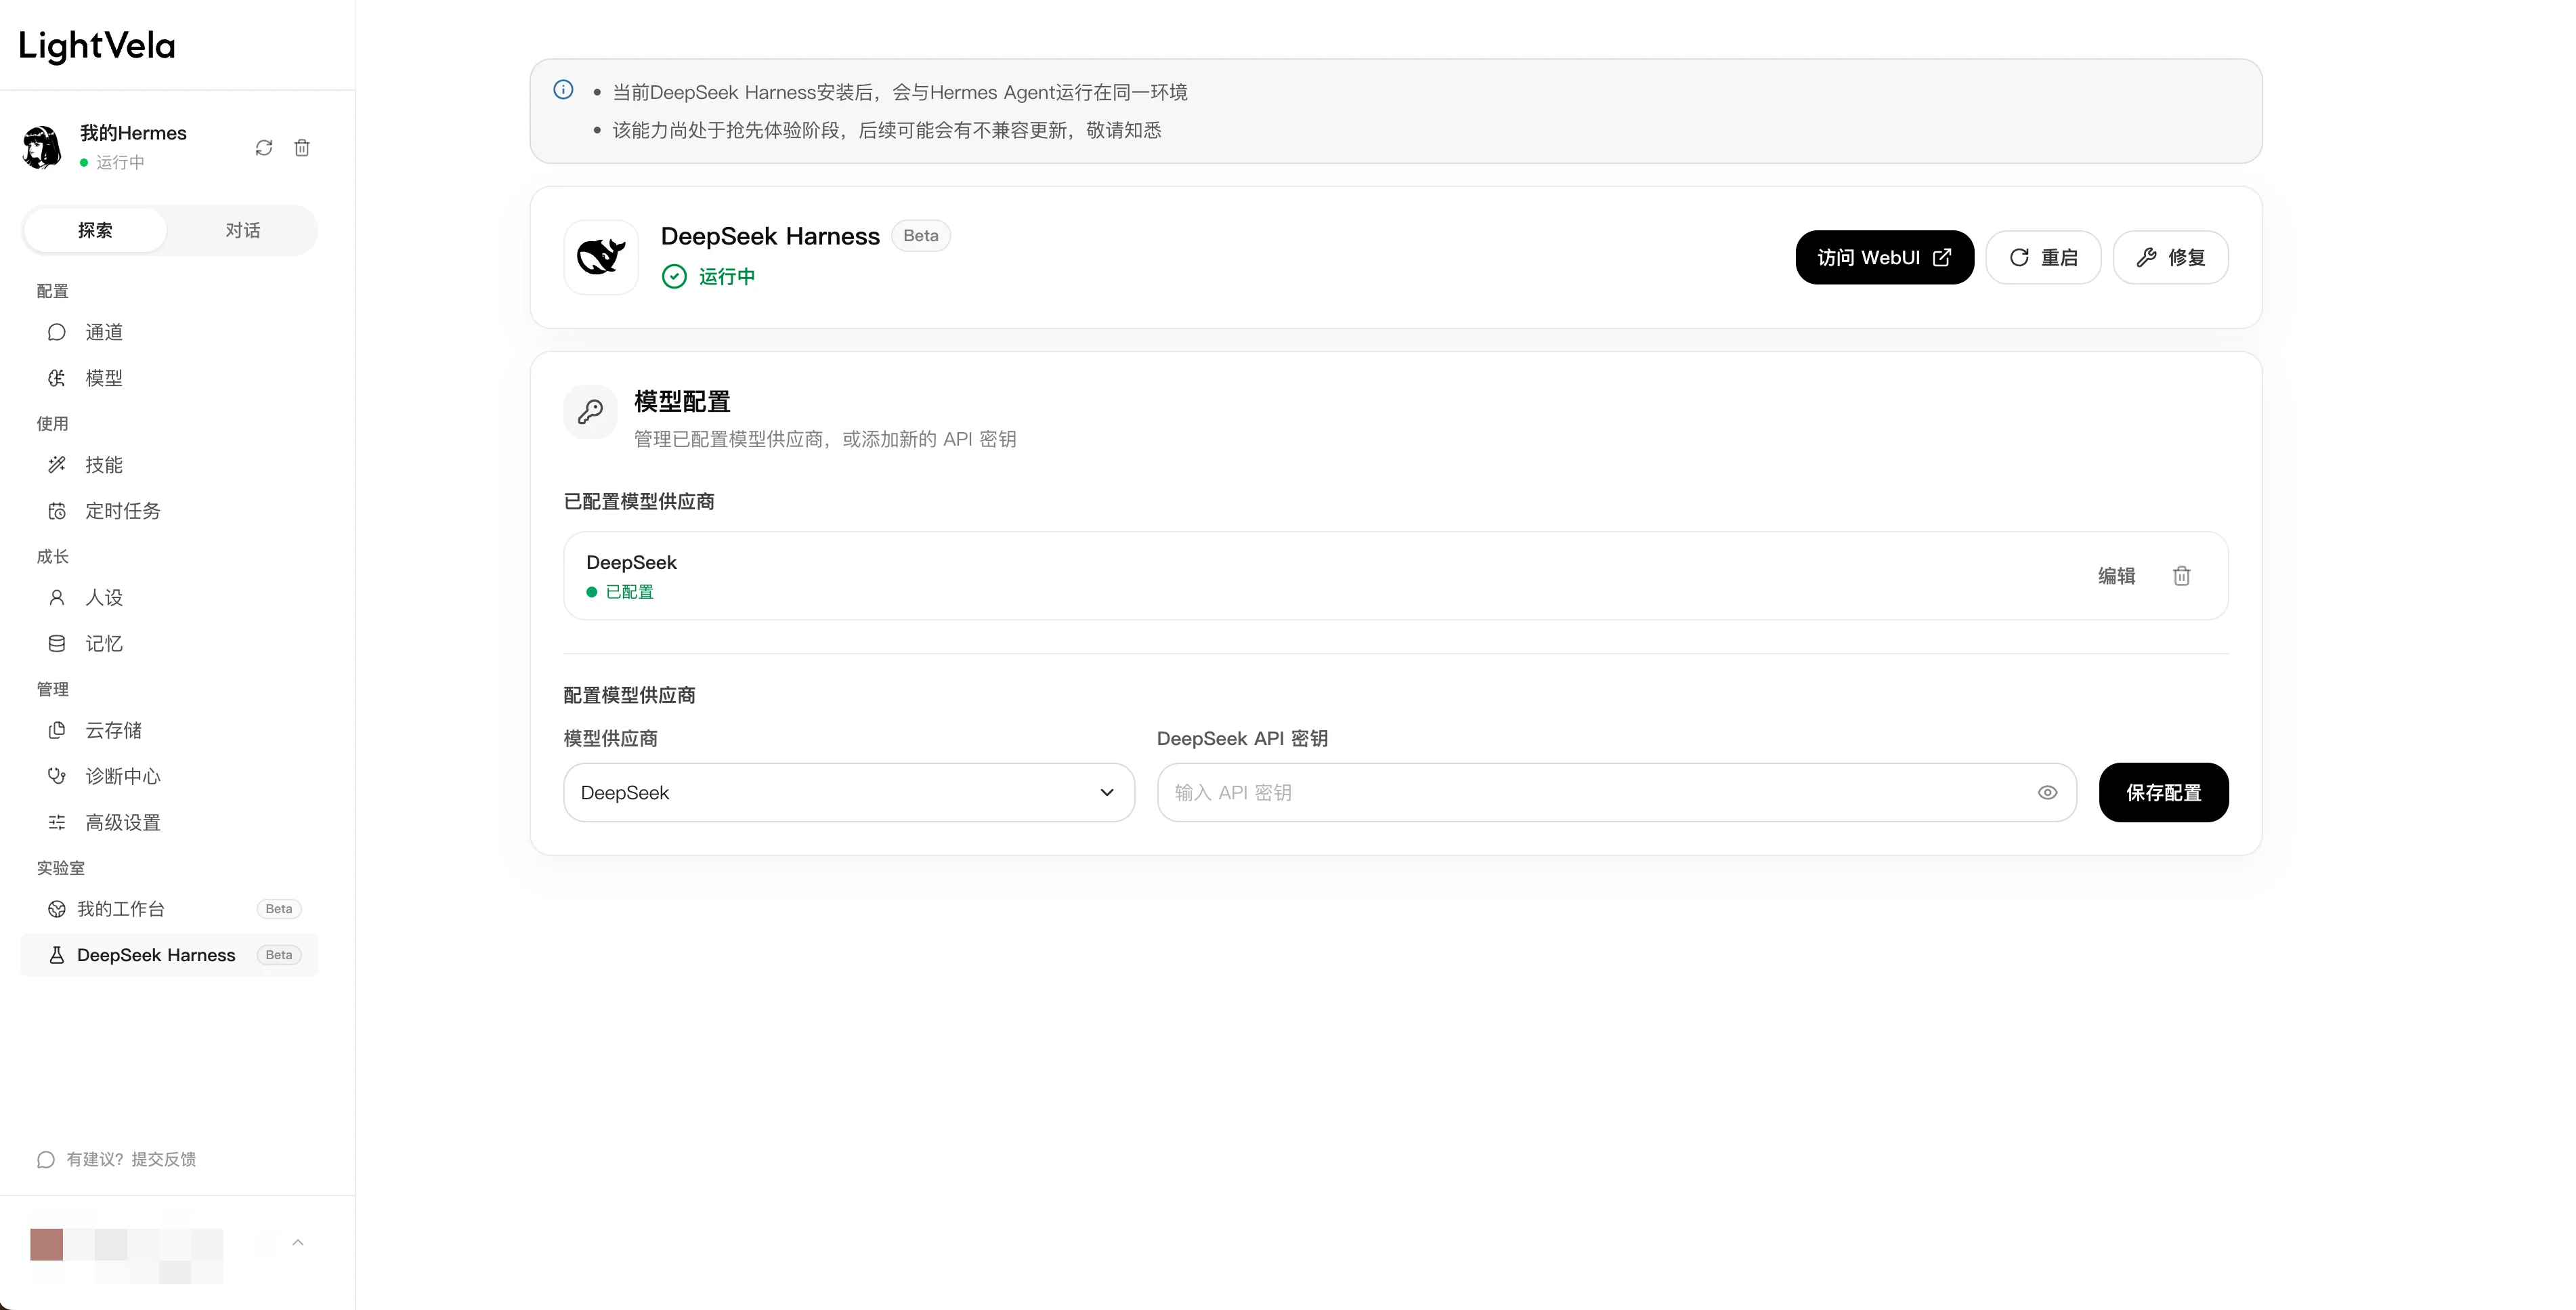 LightVela
我的Hermes
运行中
探索
对话
配置
通道
模型
使用
技能
定时任务
成长
人设
记忆
管理
云存储
诊断中心
高级设置
实验室
我的工作台 Beta
DeepSeek Harness Beta
有建议？提交反馈
当前DeepSeek Harness安装后，会与Hermes Agent运行在同一环境
该能力尚处于抢先体验阶段，后续可能会有不兼容更新，敬请知悉
DeepSeek Harness Beta
运行中
访问 WebUI
重启
修复
模型配置
管理已配置模型供应商，或添加新的 API 密钥
已配置模型供应商
DeepSeek
已配置
编辑
配置模型供应商
模型供应商
DeepSeek
DeepSeek API 密钥
输入 API 密钥
保存配置